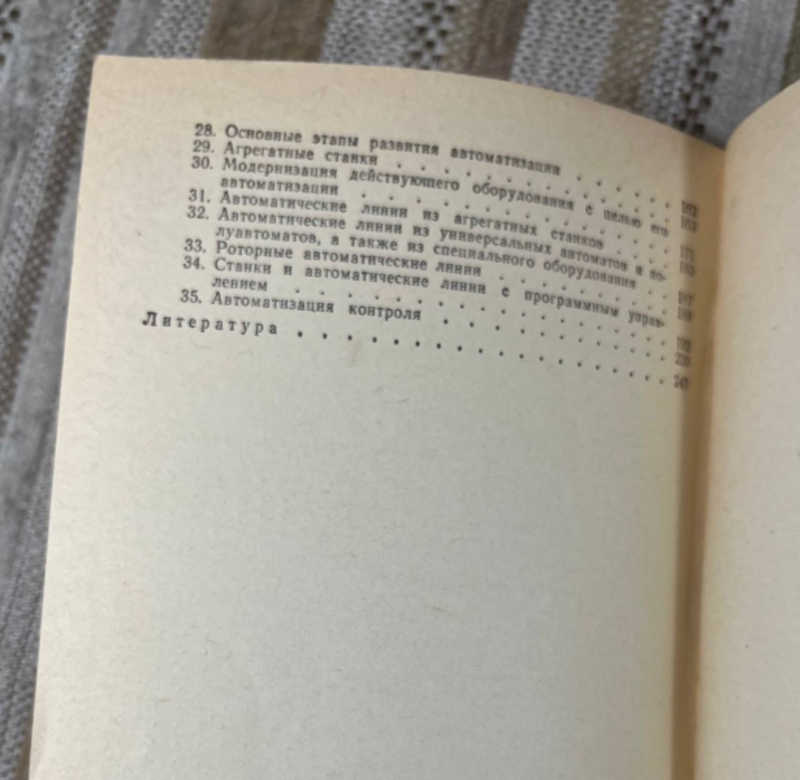 28. Основные этапы развития автоматизации . . . . . .
29. Агрегатные станки . . . . . . . . . . . . .
30. Модернизация действующего оборудования с целью его
автоматизации . . . . . . . . . . . . .
31. Автоматические линии из агрегатных станков . . . .
32. Автоматические линии из универсальных автоматов и по-
луавтоматов, а также из специального оборудования . .
33. Роторные автоматические линии . . . . . . . . .
34. Станки и автоматические линии с программным управ-
лением . . . . . . . . . . . . . . .
35. Автоматизация контроля . . . . . . . . . .
Литература . . . . . . . . . . . . . . . . 247